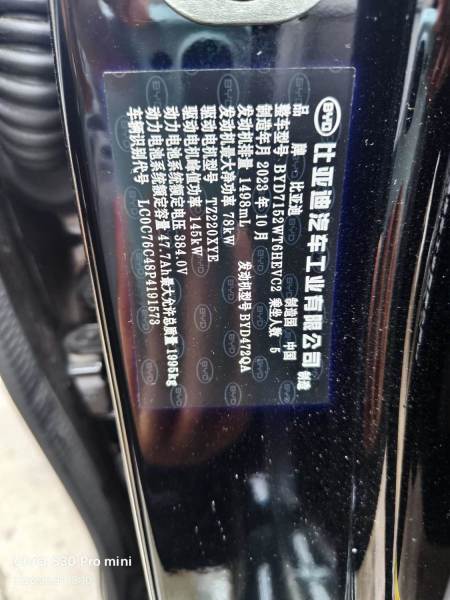 BYD 比亚迪汽车工业有限公司 制造
品 牌 比亚迪 制造国 中国
整车型号 BYD7152WT6HEVC2 乘坐人数 5
制造年月 2023 年 10 月
发动机排量 1498mL 发动机型号 BYD472QA
发动机最大净功率 78kW
驱动电机型号 TZ220XYE
驱动电机峰值功率 145kW
动力电池系统额定电压 384.0V
动力电池系统额定容量 47.7Ah 最大允许总质量 1995kg
车辆识别代号 LC0C76C48P4191573
S30 Pro mini